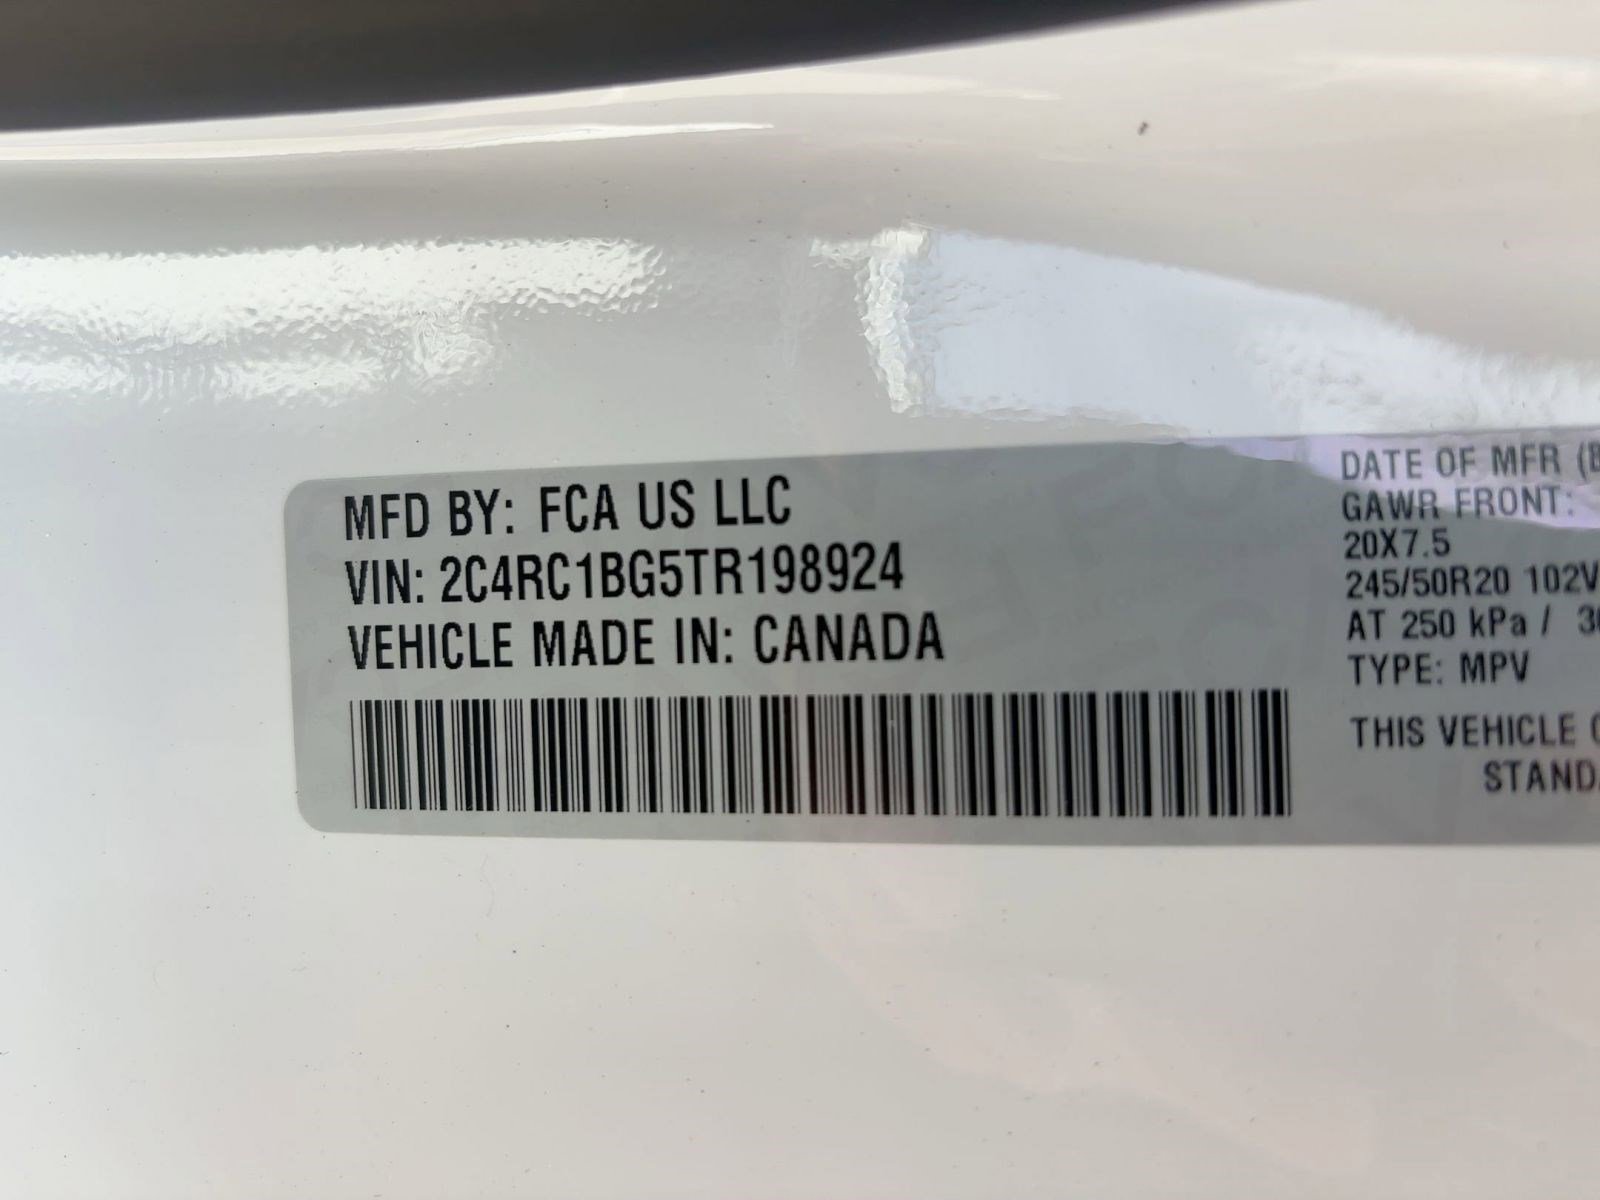 MFD BY: FCA US LLC
VIN: 2C4RC1BG5TR198924
VEHICLE MADE IN: CANADA
DATE OF MFR
GAWR FRONT:
20X7.5
245/50R20 102V
AT 250 kPa /
TYPE: MPV
THIS VEHICLE